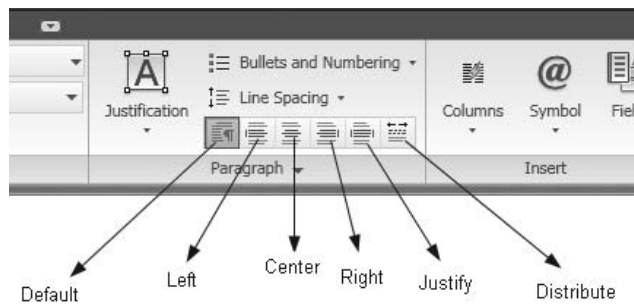 A
Bullets and Numbering
Line Spacing
Justification
Columns
@
Symbol
Paragraph
Insert
Default
Left
Center
Right
Justify
Distribute